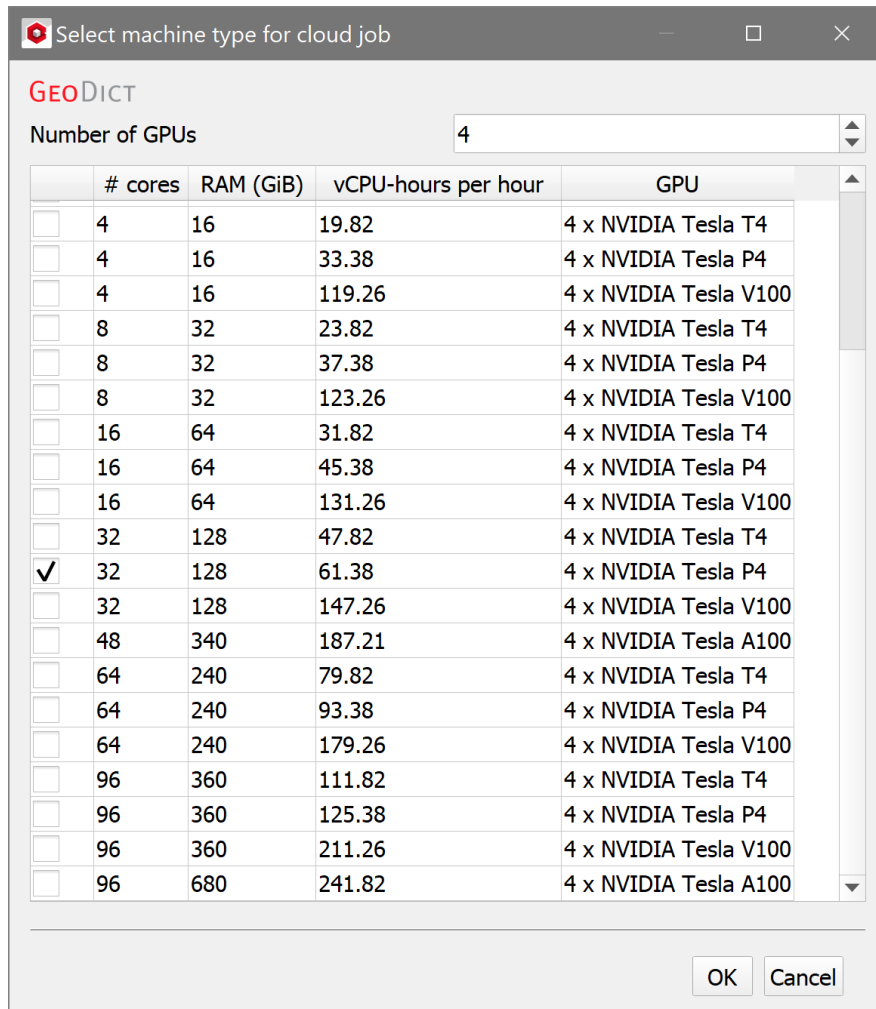 Select machine type for cloud job
GEODICT
Number of GPUs 4
# cores RAM (GiB) vCPU-hours per hour GPU
4 16 19.82 4 x NVIDIA Tesla T4
4 16 33.38 4 x NVIDIA Tesla P4
4 16 119.26 4 x NVIDIA Tesla V100
8 32 23.82 4 x NVIDIA Tesla T4
8 32 37.38 4 x NVIDIA Tesla P4
8 32 123.26 4 x NVIDIA Tesla V100
16 64 31.82 4 x NVIDIA Tesla T4
16 64 45.38 4 x NVIDIA Tesla P4
16 64 131.26 4 x NVIDIA Tesla V100
32 128 47.82 4 x NVIDIA Tesla T4
32 128 61.38 4 x NVIDIA Tesla P4
32 128 147.26 4 x NVIDIA Tesla V100
48 340 187.21 4 x NVIDIA Tesla A100
64 240 79.82 4 x NVIDIA Tesla T4
64 240 93.38 4 x NVIDIA Tesla P4
64 240 179.26 4 x NVIDIA Tesla V100
96 360 111.82 4 x NVIDIA Tesla T4
96 360 125.38 4 x NVIDIA Tesla P4
96 360 211.26 4 x NVIDIA Tesla V100
96 680 241.82 4 x NVIDIA Tesla A100
OK Cancel